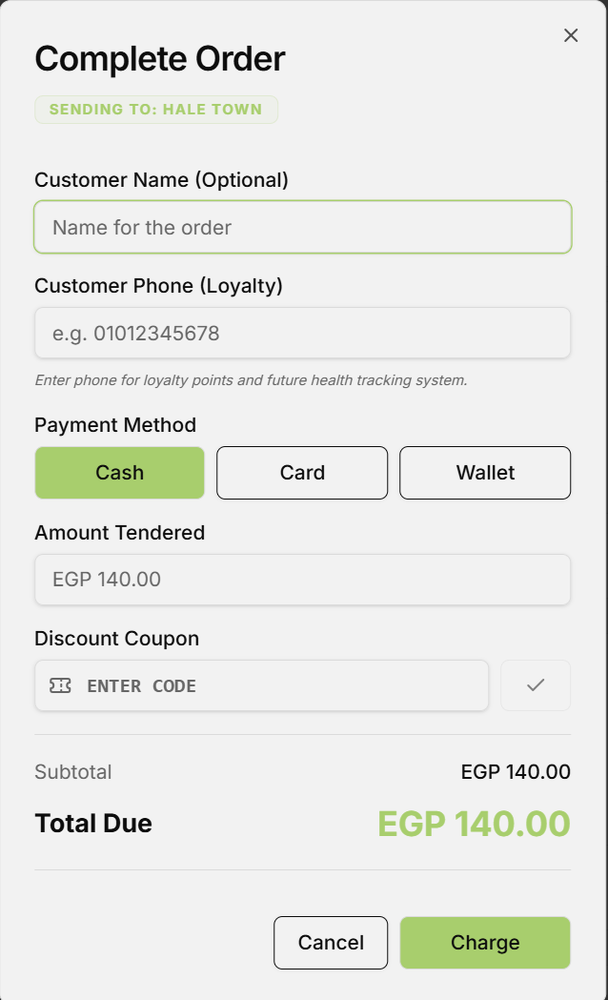 Complete Order
SENDING TO: HALE TOWN
Customer Name (Optional)
Name for the order
Customer Phone (Loyalty)
e.g. 01012345678
Enter phone for loyalty points and future health tracking system.
Payment Method
Cash Card Wallet
Amount Tendered
EGP 140.00
Discount Coupon
ENTER CODE
Subtotal EGP 140.00
Total Due EGP 140.00
Cancel Charge